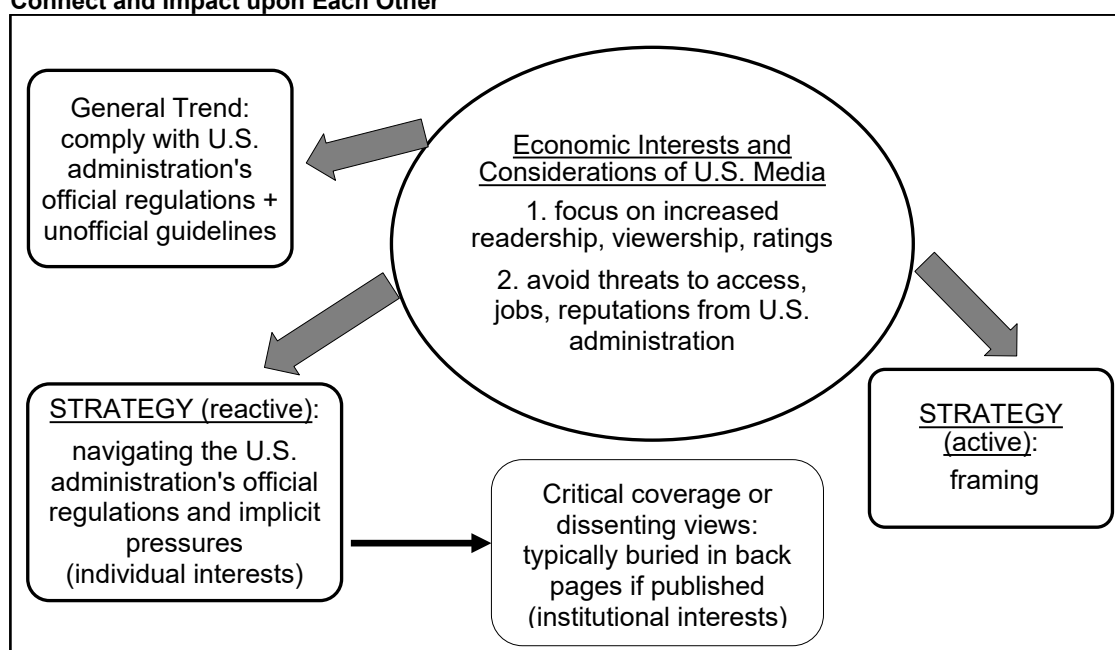 Connect and Impact upon Each Other
General Trend:
comply with U.S.
administration's
official regulations +
unofficial guidelines
Economic Interests and
Considerations of U.S. Media
1. focus on increased
readership, viewership, ratings
2. avoid threats to access,
jobs, reputations from U.S.
administration
STRATEGY (reactive):
navigating the U.S.
administration's official
regulations and implicit
pressures
(individual interests)
Critical coverage or
dissenting views:
typically buried in back
pages if published
(institutional interests)
STRATEGY
(active):
framing